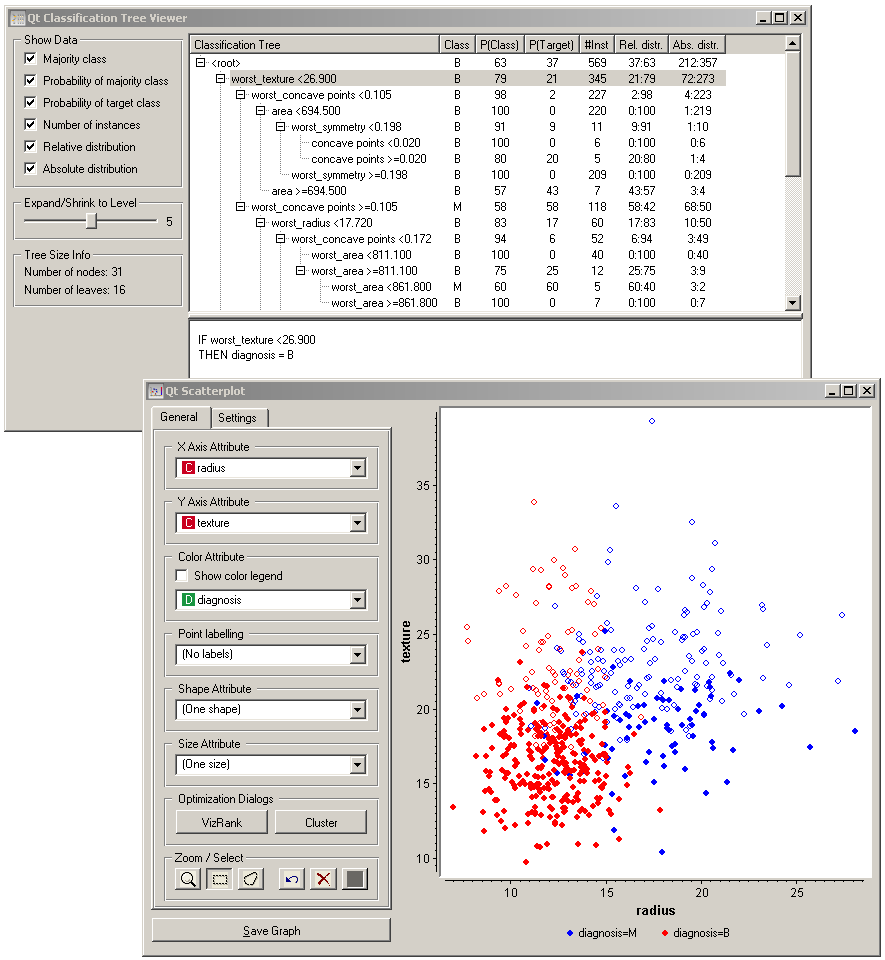 Qt Classification Tree Viewer
Show Data
Majority class
Probability of majority class
Probability of target class
Number of instances
Relative distribution
Absolute distribution
Expand/Shrink to Level
5
Tree Size Info
Number of nodes: 31
Number of leaves: 16
Classification Tree Class P(Class) P(Target) #Inst Rel. distr. Abs. distr.
<root> B 63 37 569 37:63 212:357
worst_texture <26.900 B 79 21 345 21:79 72:273
worst_concave points <0.105 B 98 2 227 2:98 4:223
area <694.500 B 100 0 220 0:100 1:219
worst_symmetry <0.198 B 91 9 11 9:91 1:10
concave points <0.020 B 100 0 6 0:100 0:6
concave points >=0.020 B 80 20 5 20:80 1:4
worst_symmetry >=0.198 B 100 0 209 0:100 0:209
area >=694.500 B 57 43 7 43:57 3:4
worst_concave points >=0.105 M 58 58 118 58:42 68:50
worst_radius <17.720 B 83 17 60 17:83 10:50
worst_concave points <0.172 B 94 6 52 6:94 3:49
worst_area <811.100 B 100 0 40 0:100 0:40
worst_area >=811.100 B 75 25 12 25:75 3:9
worst_area <861.800 M 60 60 5 60:40 3:2
worst_area >=861.800 B 100 0 7 0:100 0:7
IF worst_texture <26.900
THEN diagnosis = B
Qt Scatterplot
General Settings
X Axis Attribute
C radius
Y Axis Attribute
C texture
Color Attribute
Show color legend
D diagnosis
Point labelling
(No labels)
Shape Attribute
(One shape)
Size Attribute
(One size)
Optimization Dialogs
VizRank Cluster
Zoom / Select
Save Graph
texture
35
30
25
20
15
10
10 15 20 25
radius
diagnosis=M diagnosis=B